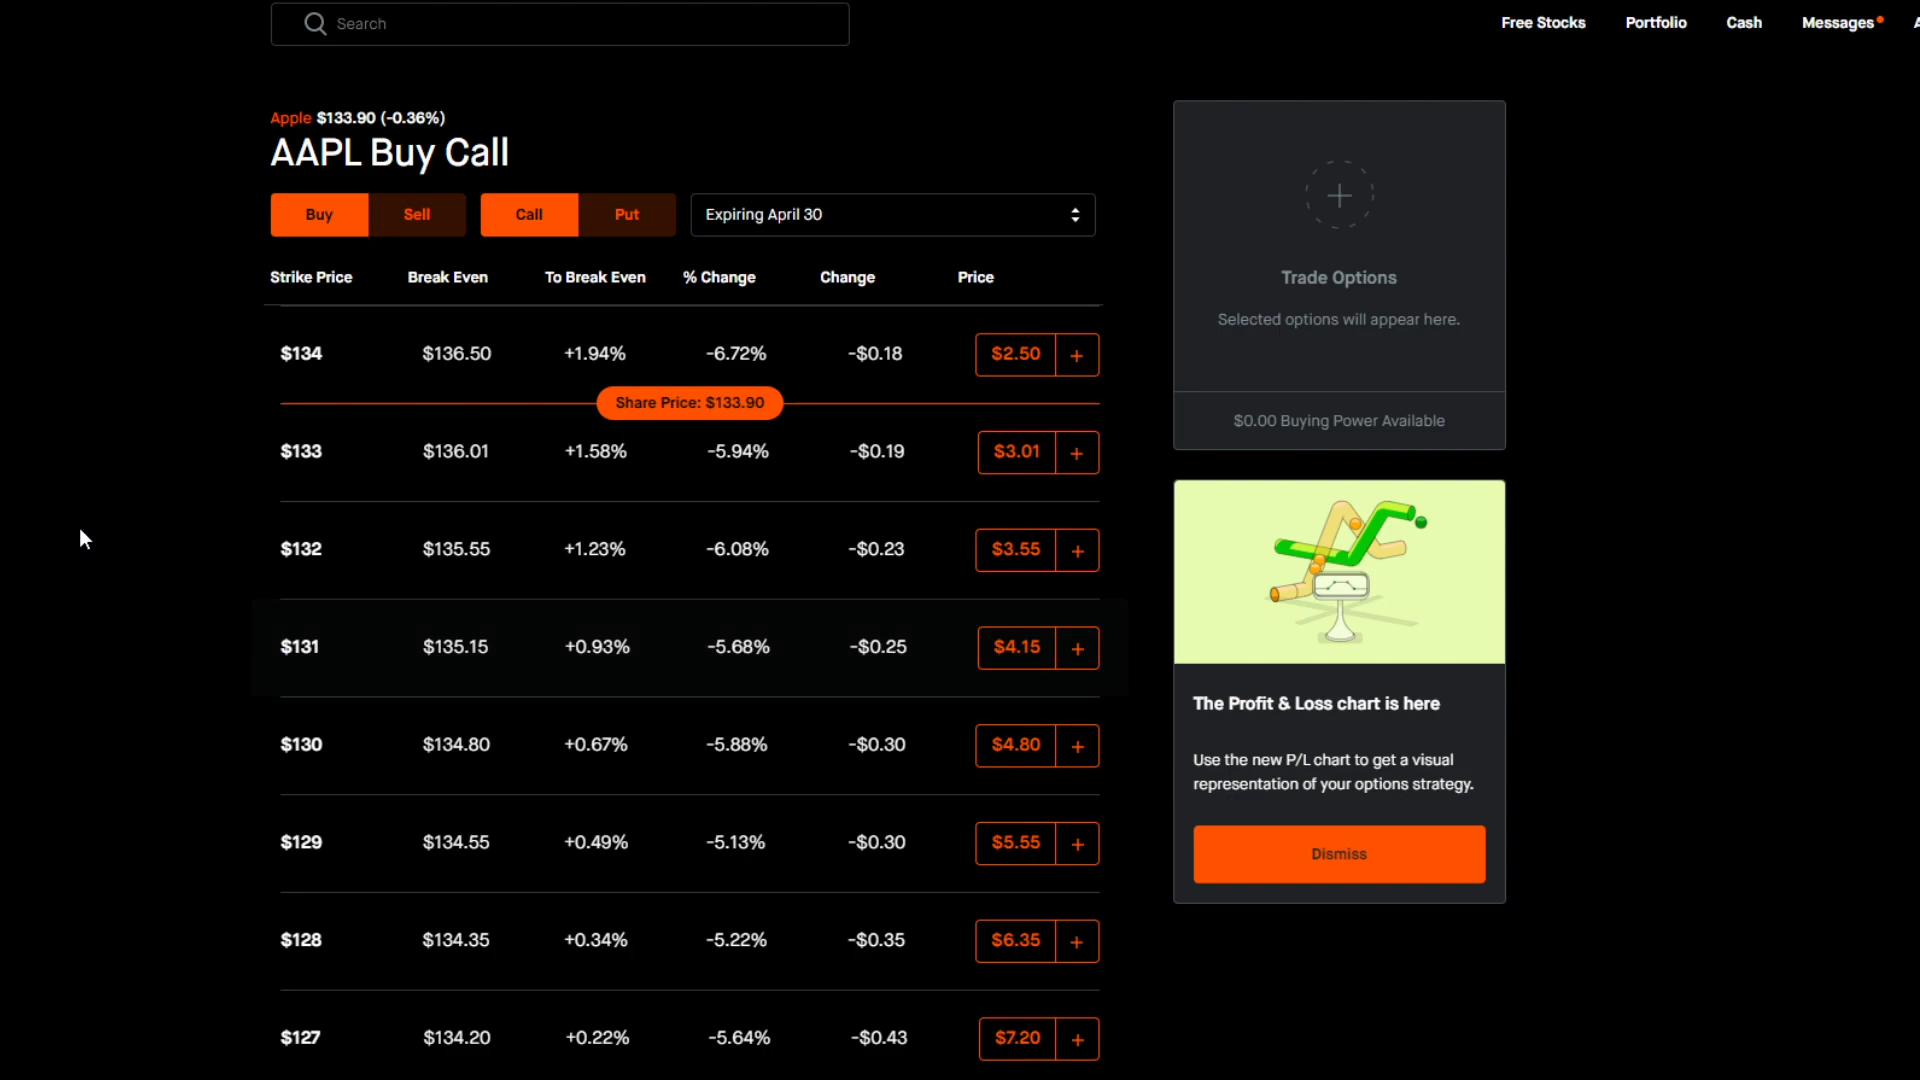 Search
Free Stocks Portfolio Cash Messages
Apple $133.90 (-0.36%)
AAPL Buy Call
Buy Sell Call Put Expiring April 30
Strike Price Break Even To Break Even % Change Change Price
$134 $136.50 +1.94% -6.72% -$0.18 $2.50 +
Share Price: $133.90
$133 $136.01 +1.58% -5.94% -$0.19 $3.01 +
$132 $135.55 +1.23% -6.08% -$0.23 $3.55 +
$131 $135.15 +0.93% -5.68% -$0.25 $4.15 +
$130 $134.80 +0.67% -5.88% -$0.30 $4.80 +
$129 $134.55 +0.49% -5.13% -$0.30 $5.55 +
$128 $134.35 +0.34% -5.22% -$0.35 $6.35 +
$127 $134.20 +0.22% -5.64% -$0.43 $7.20 +
Trade Options
Selected options will appear here.
$0.00 Buying Power Available
The Profit & Loss chart is here
Use the new P/L chart to get a visual
representation of your options strategy.
Dismiss